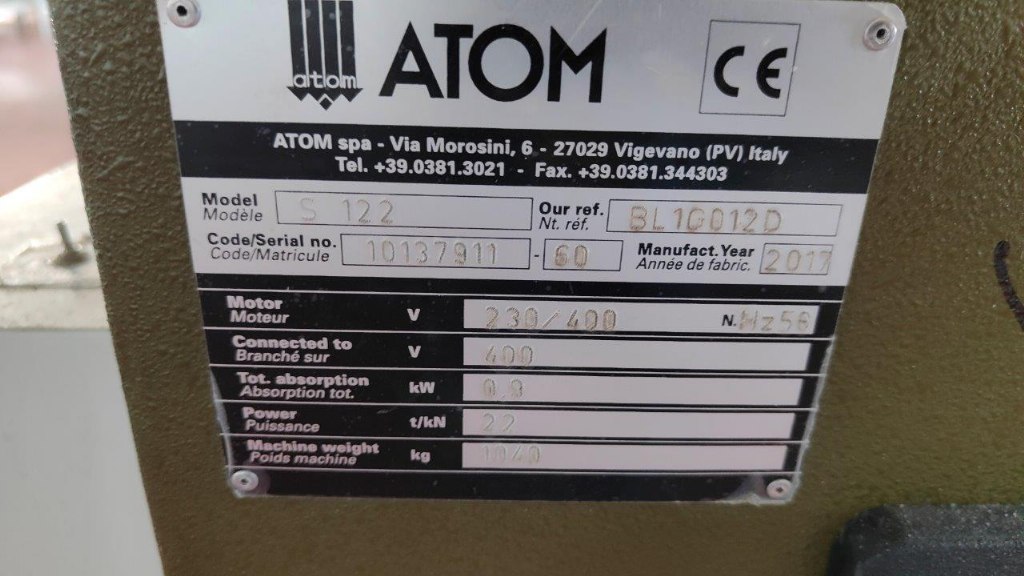 atom ATOM CE
ATOM spa - Via Morosini, 6 - 27029 Vigevano (PV) Italy
Tel. +39.0381.3021 - Fax. +39.0381.344303
Model S 122 Our ref. BL1G012D
Modèle Nt. réf.
Code/Serial no. 10137911 - 60 Manufact. Year 2017
Code/Matricule Année de fabric.
Motor V 230/400 N. Hz
Moteur
Connected to V 400
Branché sur
Tot. absorption kW 0,9
Absorption tot.
Power t/kN 22
Puissance
Machine weight kg 1040
Poids machine